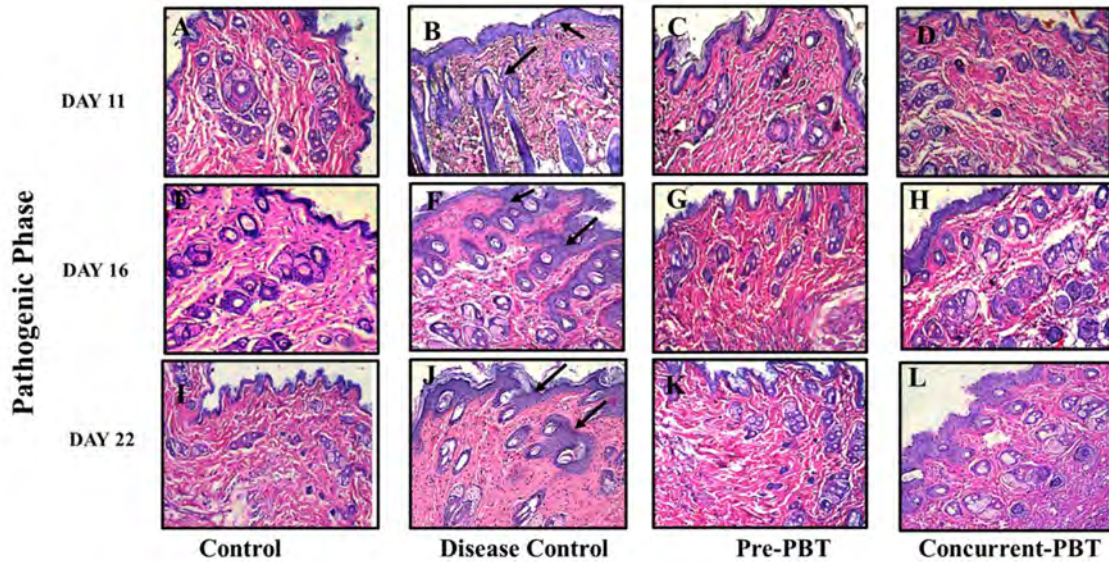 A B C D
DAY 11
E F G H
DAY 16
I J K L
DAY 22
Pathogenic Phase
Control Disease Control Pre-PBT Concurrent-PBT